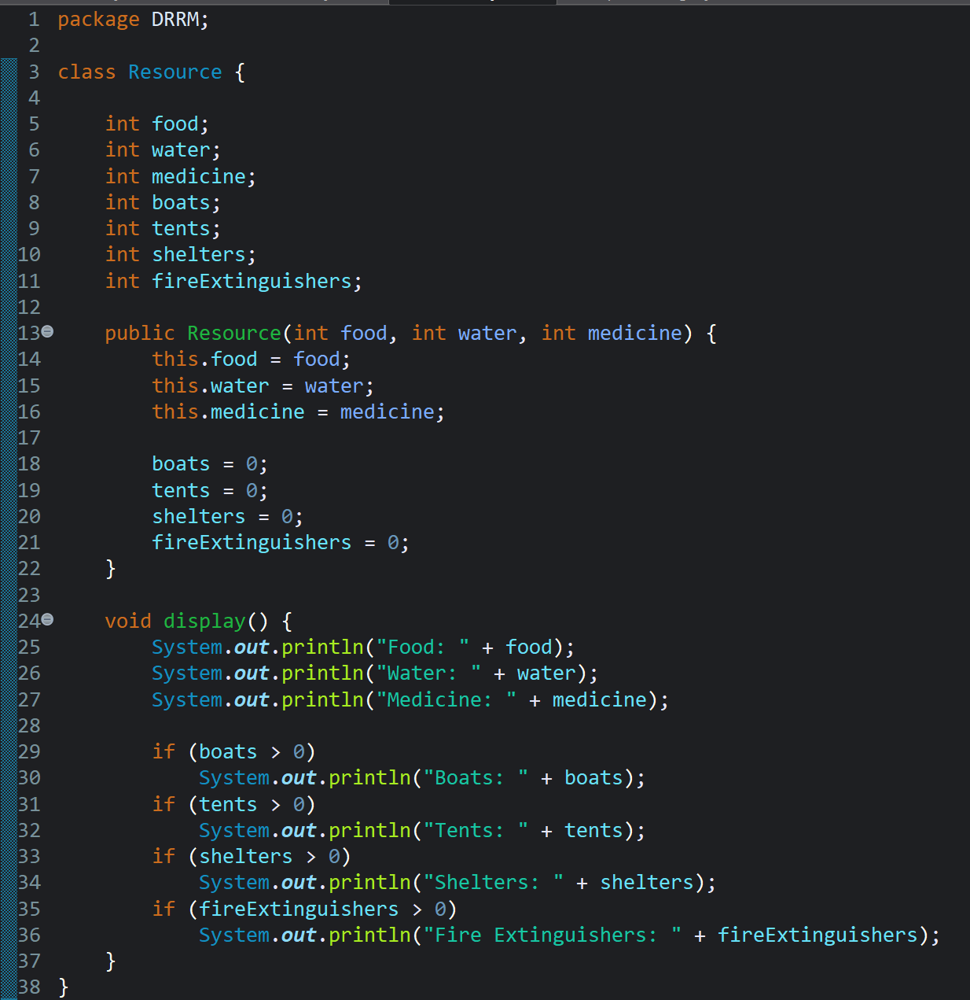 1 package DRRM;
2
3 class Resource {
4
5     int food;
6     int water;
7     int medicine;
8     int boats;
9     int tents;
10     int shelters;
11     int fireExtinguishers;
12
13     public Resource(int food, int water, int medicine) {
14         this.food = food;
15         this.water = water;
16         this.medicine = medicine;
17
18         boats = 0;
19         tents = 0;
20         shelters = 0;
21         fireExtinguishers = 0;
22     }
23
24     void display() {
25         System.out.println("Food: " + food);
26         System.out.println("Water: " + water);
27         System.out.println("Medicine: " + medicine);
28
29         if (boats > 0)
30             System.out.println("Boats: " + boats);
31         if (tents > 0)
32             System.out.println("Tents: " + tents);
33         if (shelters > 0)
34             System.out.println("Shelters: " + shelters);
35         if (fireExtinguishers > 0)
36             System.out.println("Fire Extinguishers: " + fireExtinguishers);
37     }
38 }